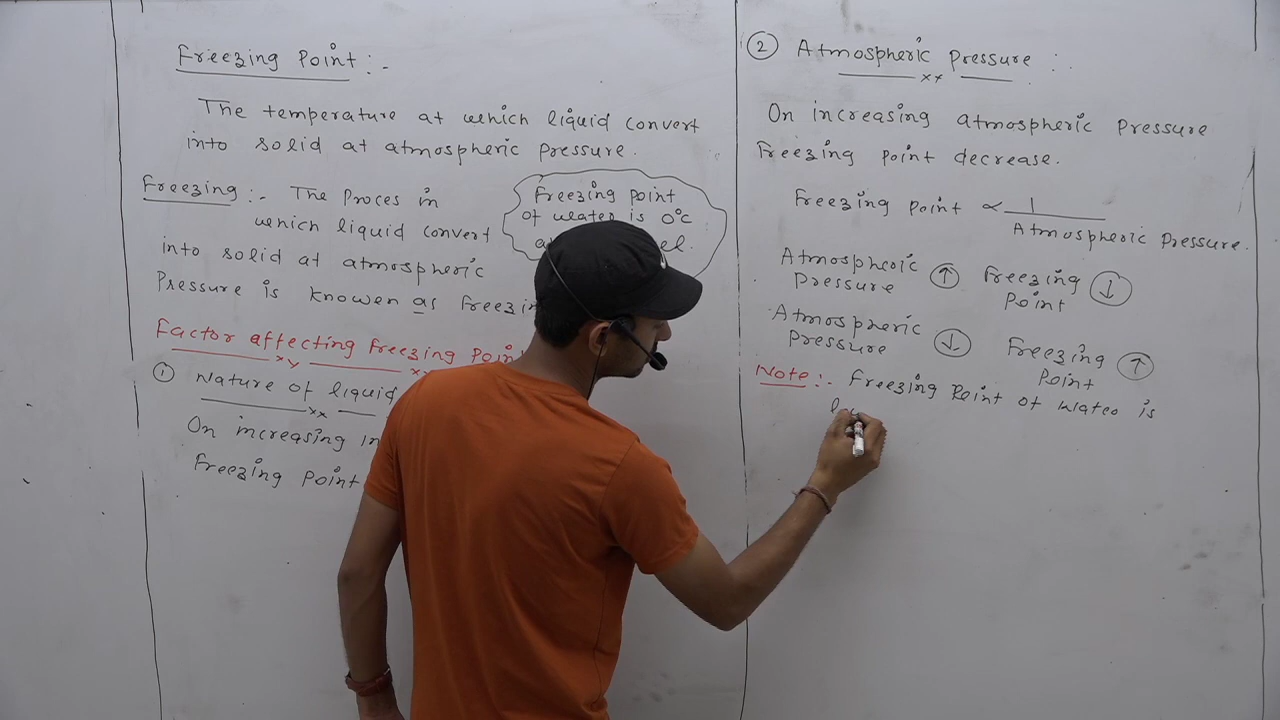 Freezing Point :-
The temperature at which liquid convert
into solid at atmospheric pressure.
Freezing :- The Proces in
which liquid convert
into solid at atmospheric
Pressure is knowen as
Freezing point
of water is 0°C
Factor affecting Freezing
① Nature of liquid
On increasing
Freezing Point
② Atmospheric Pressure :
On increasing atmospheric Pressure
Freezing point decrease.
Freezing Point ∝ 1
Atmospheric Pressure.
Atmospheric Pressure ↑ Freezing Point ↓
Atmospheric Pressure ↓ Freezing Point ↑
Note :- Freezing Point of water is